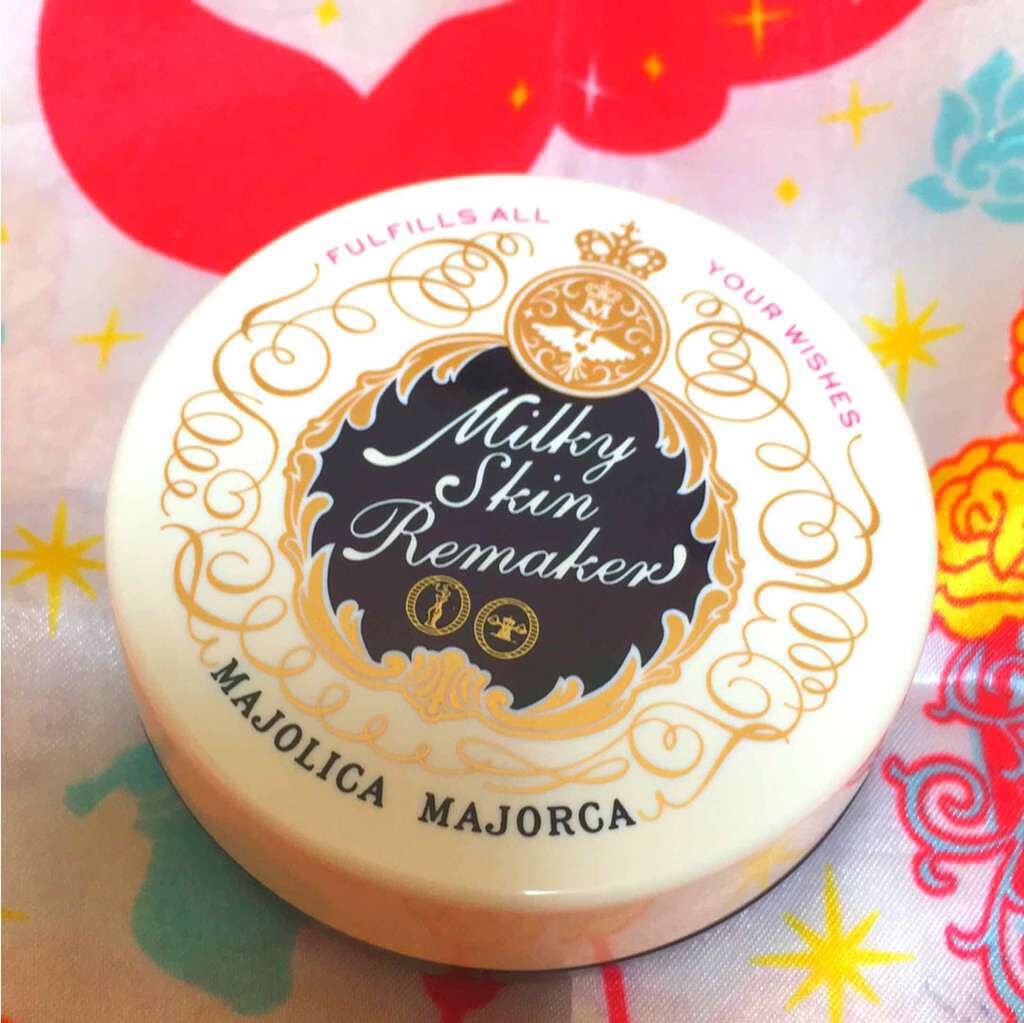 FULFILLS ALL
YOUR WISHES
M
Milky
Skin
Remaker
MAJOLICA MAJORCA